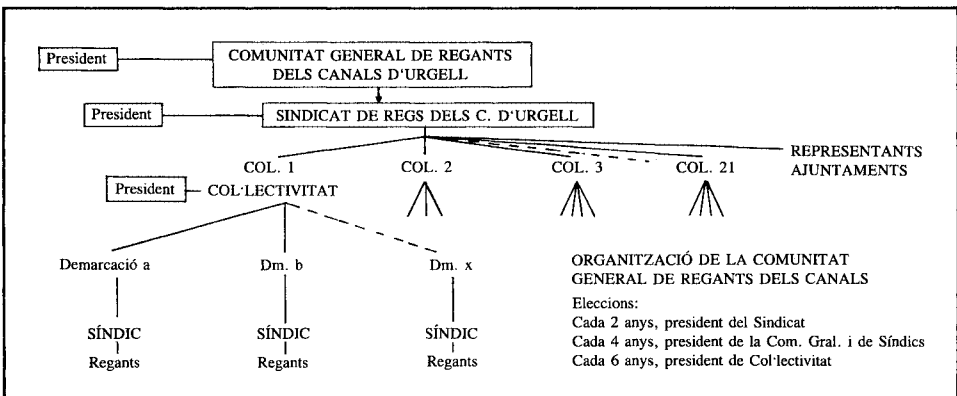 President
COMUNITAT GENERAL DE REGANTS
DELS CANALS D'URGELL
President
SINDICAT DE REGS DELS C. D'URGELL
REPRESENTANTS
AJUNTAMENTS
COL. 1
COL. 2
COL. 3
COL. 21
President
COL·LECTIVITAT
Demarcació a
Dm. b
Dm. x
SÍNDIC
SÍNDIC
SÍNDIC
Regants
Regants
Regants
ORGANITZACIÓ DE LA COMUNITAT
GENERAL DE REGANTS DELS CANALS
Eleccions:
Cada 2 anys, president del Sindicat
Cada 4 anys, president de la Com. Gral. i de Síndics
Cada 6 anys, president de Col·lectivitat